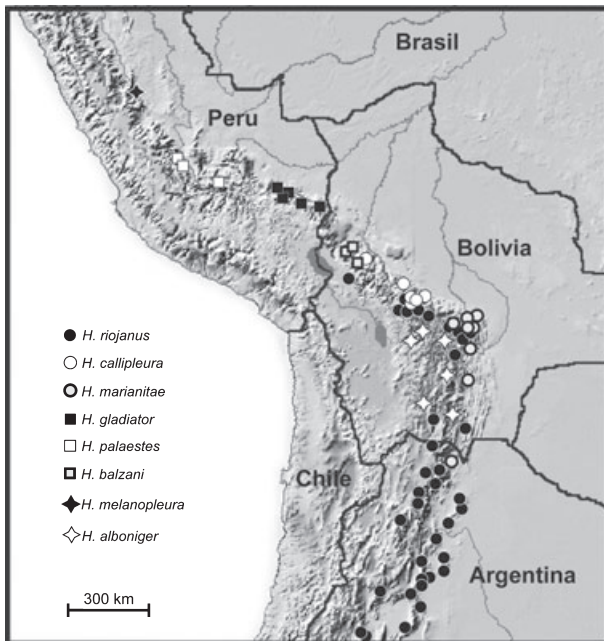 Brasil
Peru
Bolivia
H. riojanus
H. callipleura
H. marianitae
H. gladiator
H. palaestes
H. balzani
H. melanopleura
H. alboniger
Chile
Argentina
300 km